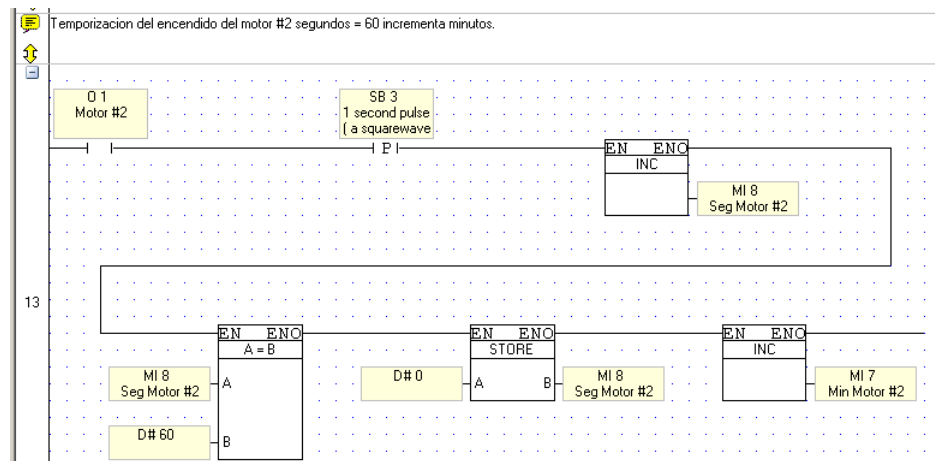 Temporizacion del encendido del motor #2 segundos = 60 incrementa minutos.
O 1
Motor #2
SB 3
1 second pulse
( a squarewave
P
EN ENO
INC
MI 8
Seg Motor #2
13
EN ENO
A = B
MI 8
Seg Motor #2
A
D# 60
B
EN ENO
STORE
D# 0
A
B
MI 8
Seg Motor #2
EN ENO
INC
MI 7
Min Motor #2